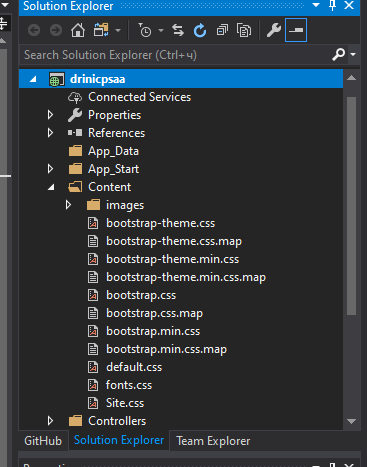 Solution Explorer
Search Solution Explorer (Ctrl+ч)
drinicpsaa
Connected Services
Properties
References
App_Data
App_Start
Content
images
bootstrap-theme.css
bootstrap-theme.css.map
bootstrap-theme.min.css
bootstrap-theme.min.css.map
bootstrap.css
bootstrap.css.map
bootstrap.min.css
bootstrap.min.css.map
default.css
fonts.css
Site.css
Controllers
GitHub Solution Explorer Team Explorer